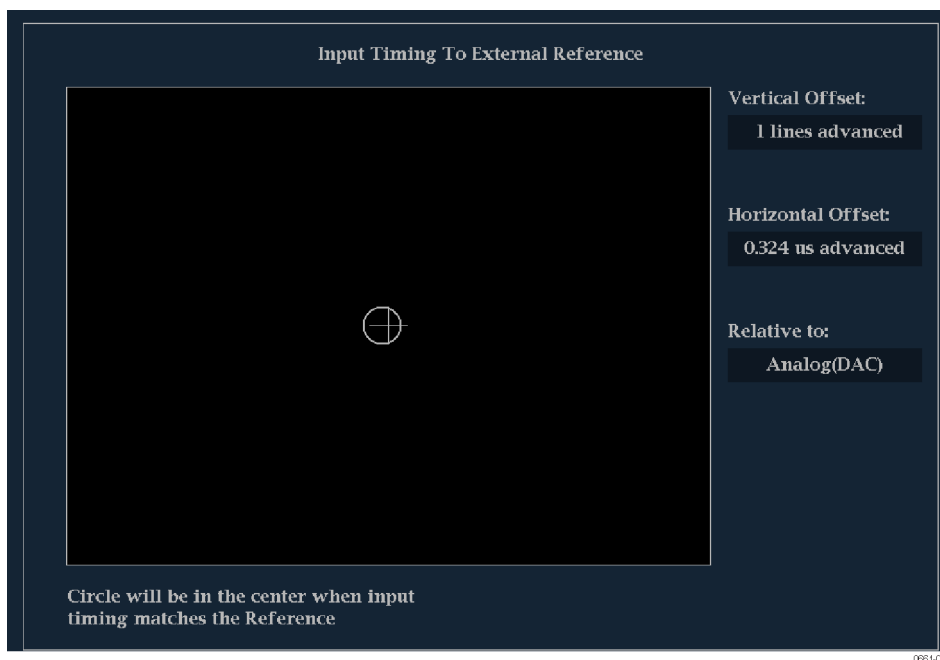 Input Timing To External Reference
Vertical Offset:
1 lines advanced
Horizontal Offset:
0.324 us advanced
Relative to:
Analog(DAC)
Circle will be in the center when input
timing matches the Reference